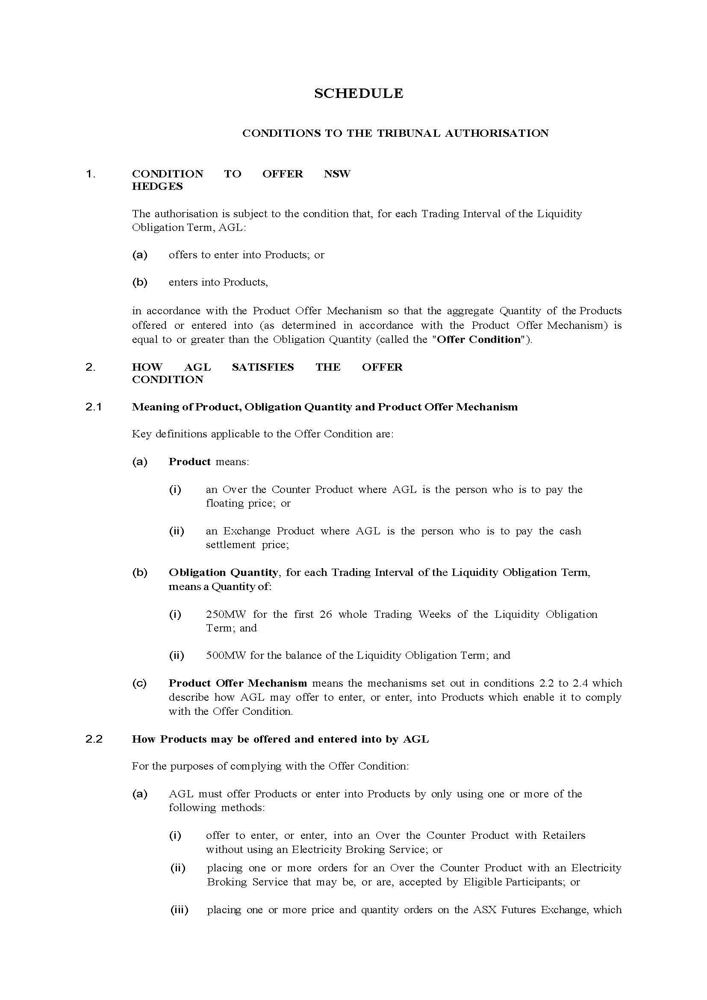 SCHEDULE
CONDITIONS TO THE TRIBUNAL AUTHORISATION
1. CONDITION TO OFFER NSW
HEDGES
The authorisation is subject to the condition that, for each Trading Interval of the Liquidity
Obligation Term, AGL:
(a) offers to enter into Products; or
(b) enters into Products,
in accordance with the Product Offer Mechanism so that the aggregate Quantity of the Products
offered or entered into (as determined in accordance with the Product Offer Mechanism) is
equal to or greater than the Obligation Quantity (called the "Offer Condition").
2. HOW AGL SATISFIES THE OFFER
CONDITION
2.1 Meaning of Product, Obligation Quantity and Product Offer Mechanism
Key definitions applicable to the Offer Condition are:
(a) Product means:
(i) an Over the Counter Product where AGL is the person who is to pay the
floating price; or
(ii) an Exchange Product where AGL is the person who is to pay the cash
settlement price;
(b) Obligation Quantity, for each Trading Interval of the Liquidity Obligation Term,
means a Quantity of:
(i) 250MW for the first 26 whole Trading Weeks of the Liquidity Obligation
Term; and
(ii) 500MW for the balance of the Liquidity Obligation Term; and
(c) Product Offer Mechanism means the mechanisms set out in conditions 2.2 to 2.4 which
describe how AGL may offer to enter, or enter, into Products which enable it to comply
with the Offer Condition.
2.2 How Products may be offered and entered into by AGL
For the purposes of complying with the Offer Condition:
(a) AGL must offer Products or enter into Products by only using one or more of the
following methods:
(i) offer to enter, or enter, into an Over the Counter Product with Retailers
without using an Electricity Broking Service; or
(ii) placing one or more orders for an Over the Counter Product with an Electricity
Broking Service that may be, or are, accepted by Eligible Participants; or
(iii) placing one or more price and quantity orders on the ASX Futures Exchange, which